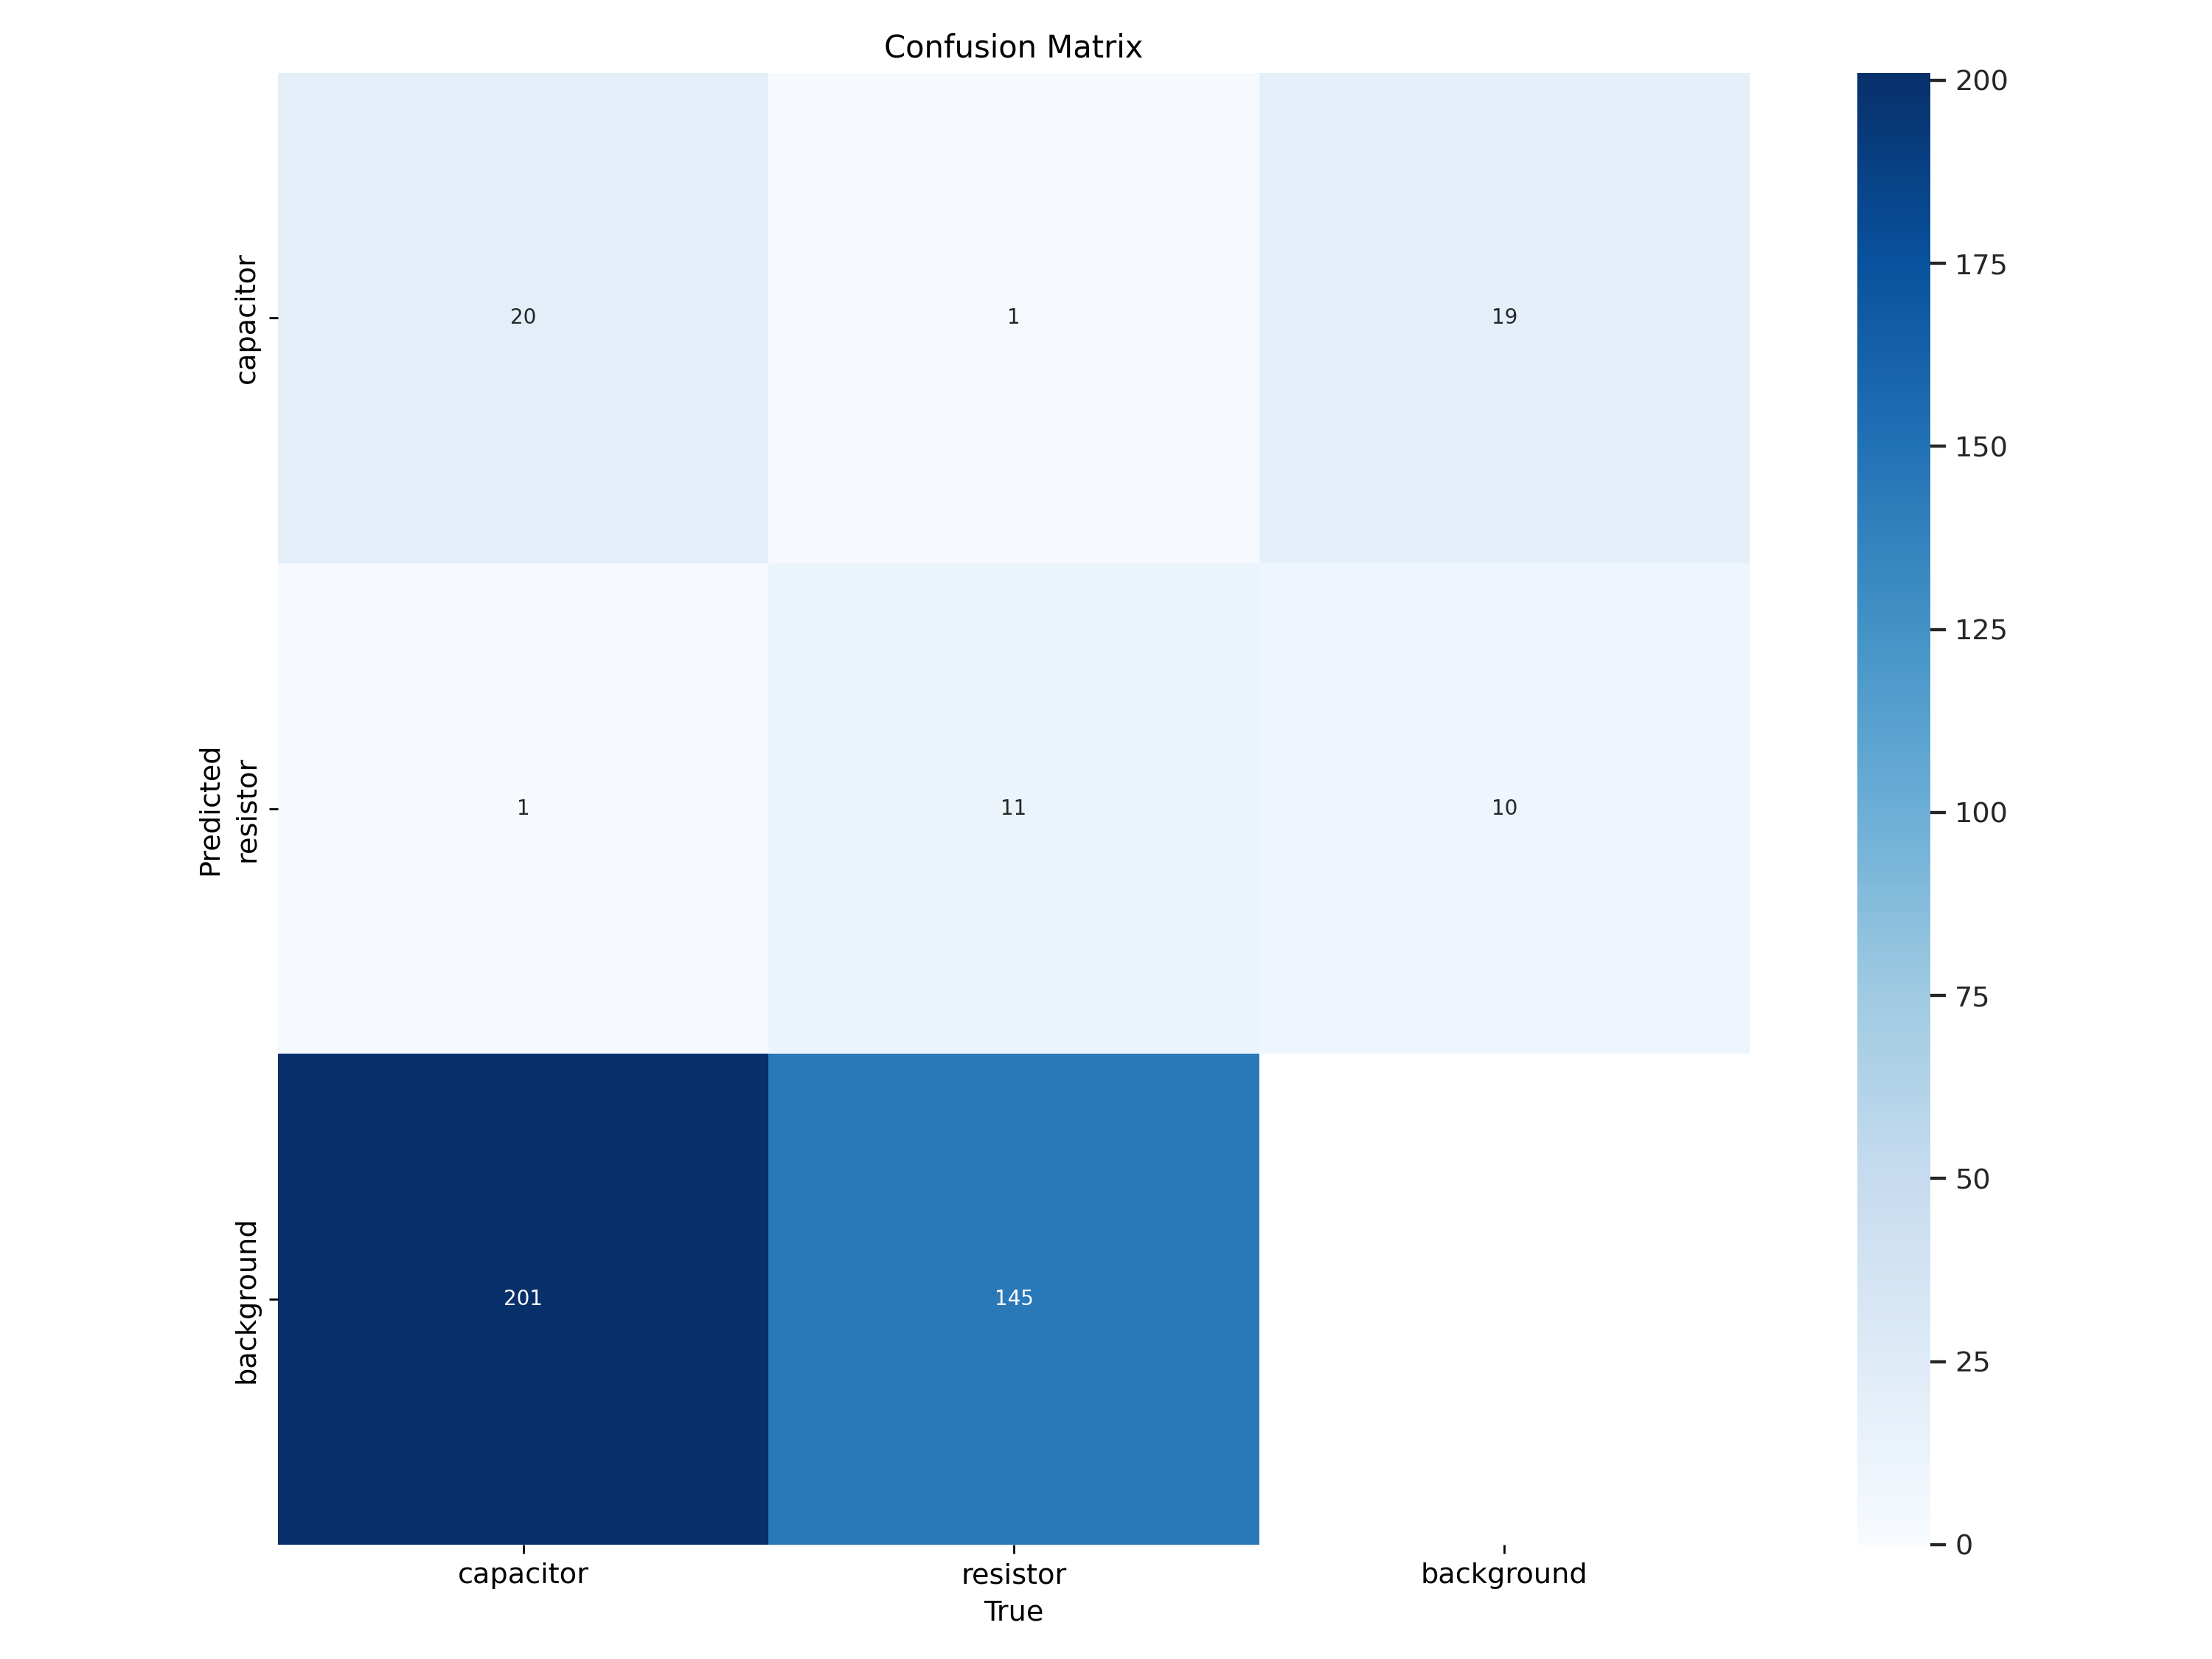 Confusion Matrix
Predicted
capacitor
20
1
19
resistor
1
11
10
background
201
145
capacitor
resistor
background
True
200
175
150
125
100
75
50
25
0